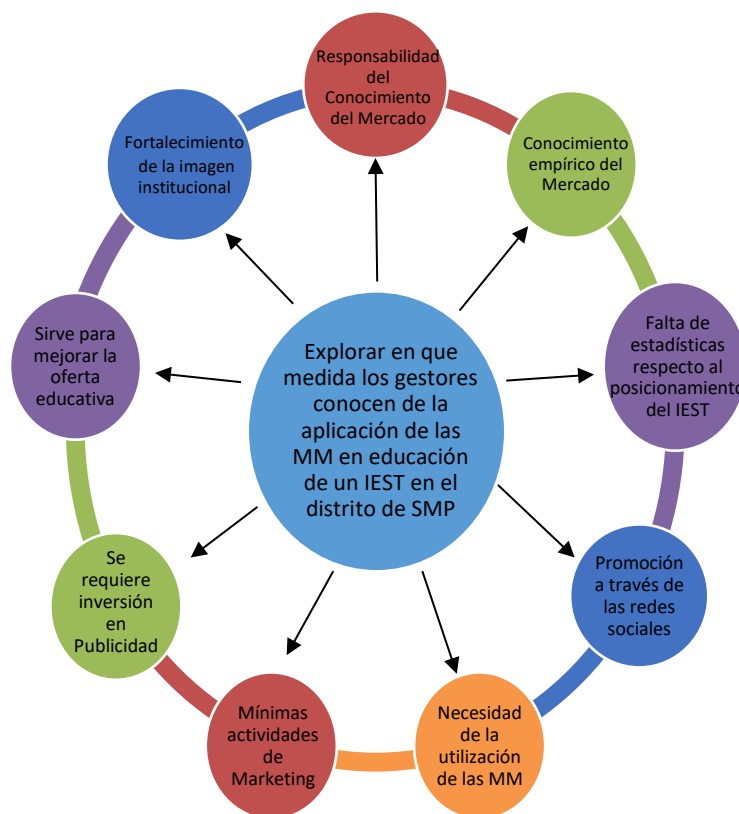 Responsabilidad
del
Conocimiento
del Mercado
Conocimiento
empírico del
Mercado
Falta de
estadísticas
respecto al
posicionamiento
del IEST
Promoción
a través de
las redes
sociales
Necesidad
de la
utilización
de las MM
Mínimas
actividades
de
Marketing
Se
requiere
inversión
en
Publicidad
Sirve para
mejorar la
oferta
educativa
Fortalecimiento
de la imagen
institucional
Explorar en que
medida los gestores
conocen de la
aplicación de las
MM en educación
de un IEST en el
distrito de SMP